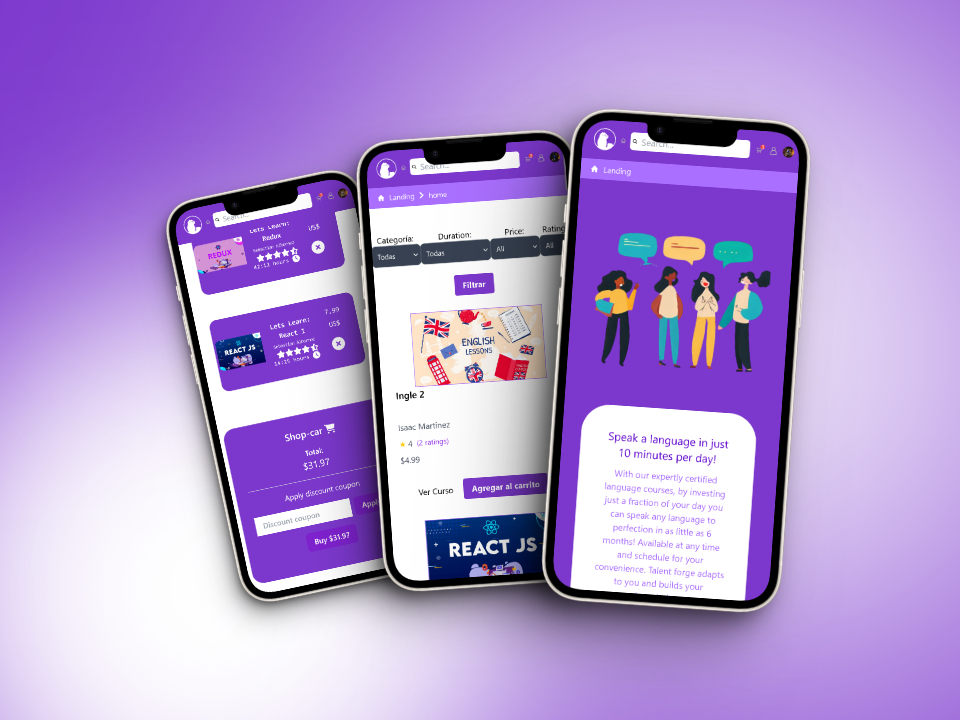 Search...
Lets Learn:
Redux
US$
REDUX
Sebastian Alfonso
42:13 hours
Lets Learn:
React I
7.99
US$
REACT JS
Sebastian Alfonso
16:15 hours
Shop-car
Total:
$31.97
Apply discount coupon
Discount coupon
Appl
Buy $31.97
Search...
Landing > home
Categoría:
Duration:
Price:
Rating
Todas
Todas
All
All
Filtrar
ENGLISH
LESSONS
Ingle 2
Isaac Martinez
4 (2 ratings)
$4.99
Ver Curso
Agregar al carrito
REACT JS
Search...
Landing
Speak a language in just
10 minutes per day!
With our expertly certified
language courses, by investing
just a fraction of your day you
can speak any language to
perfection in as little as 6
months! Available at any time
and schedule for your
convenience. Talent forge adapts
to you and builds your